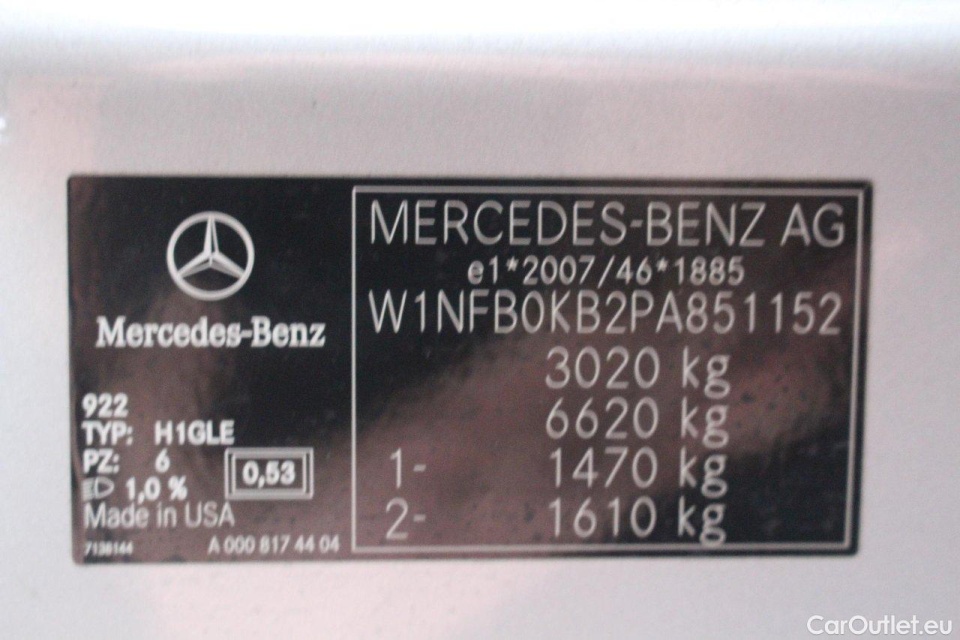 Mercedes-Benz
922
TYP: H1GLE
PZ: 6
1,0 %
0,53
Made in USA
7138144
A 000 817 44 04
MERCEDES-BENZ AG
e1*2007/46*1885
W1NFB0KB2PA851152
3020 kg
6620 kg
1- 1470 kg
2- 1610 kg
CarOutlet.eu